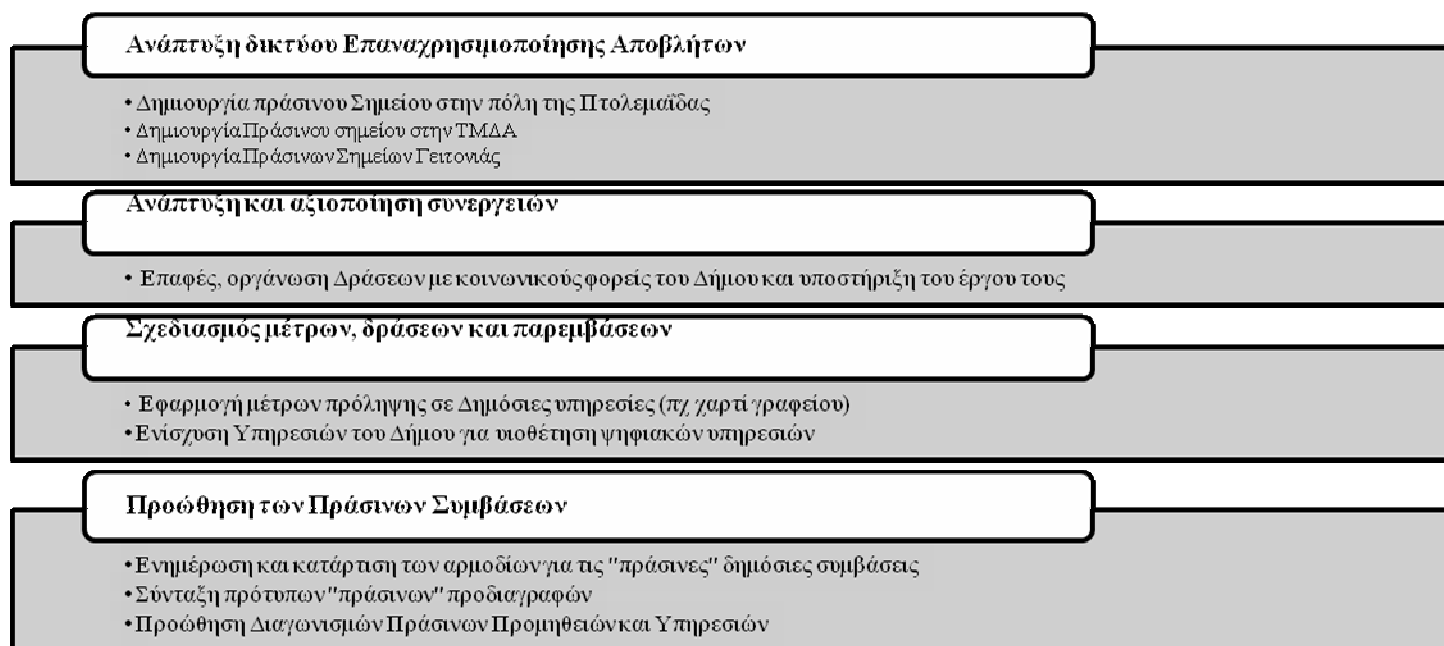 Ανάπτυξη δικτύου Επαναχρησιμοποίησης Αποβλήτων
• Δημιουργία πράσινου Σημείου στην πόλη της Πτολεμαΐδας
• Δημιουργία Πράσινου σημείου στην ΤΜΔΑ
• Δημιουργία Πράσινων Σημείων Γειτονιάς
Ανάπτυξη και αξιοποίηση συνεργειών
• Επαφές, οργάνωση Δράσεων με κοινωνικούς φορείς του Δήμου και υποστήριξη του έργου τους
Σχεδιασμός μέτρων, δράσεων και παρεμβάσεων
• Εφαρμογή μέτρων πρόληψης σε Δημόσιες υπηρεσίες (πχ χαρτί γραφείου)
• Ενίσχυση Υπηρεσιών του Δήμου για υιοθέτηση ψηφιακών υπηρεσιών
Προώθηση των Πράσινων Συμβάσεων
• Ενημέρωση και κατάρτιση των αρμοδίων για τις "πράσινες" δημόσιες συμβάσεις
• Σύνταξη πρότυπων "πράσινων" προδιαγραφών
• Προώθηση Διαγωνισμών Πράσινων Προμηθειών και Υπηρεσιών